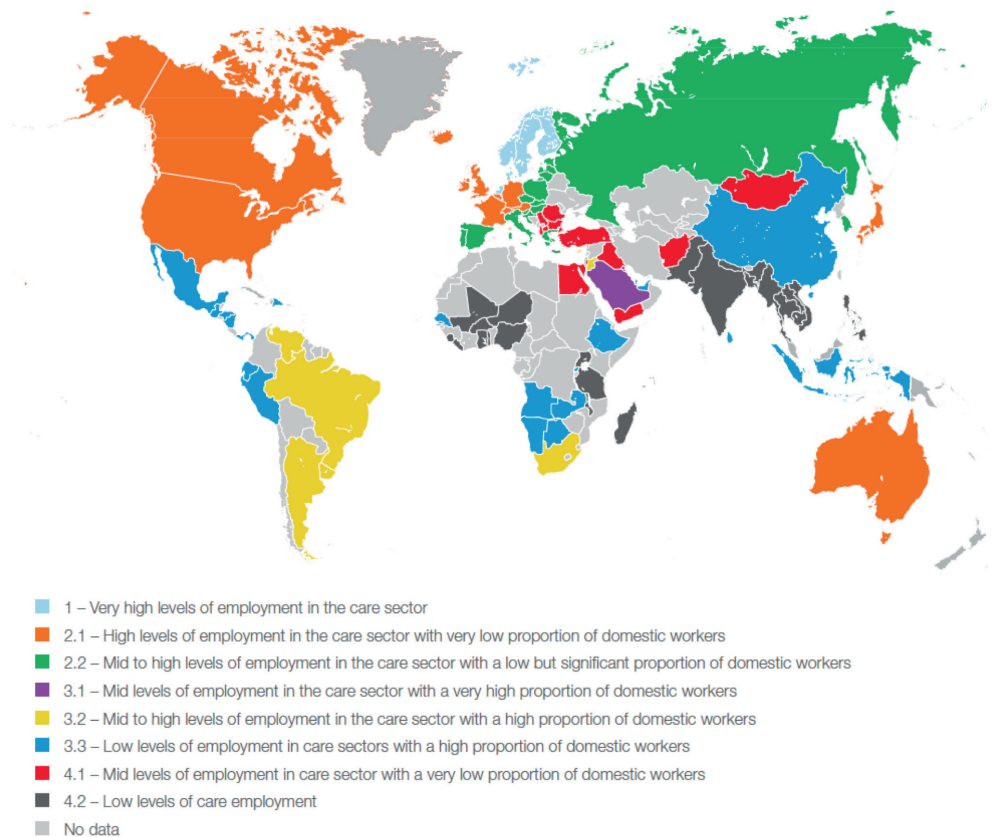 1 – Very high levels of employment in the care sector
2.1 – High levels of employment in the care sector with very low proportion of domestic workers
2.2 – Mid to high levels of employment in the care sector with a low but significant proportion of domestic workers
3.1 – Mid levels of employment in the care sector with a very high proportion of domestic workers
3.2 – Mid to high levels of employment in the care sector with a high proportion of domestic workers
3.3 – Low levels of employment in care sectors with a high proportion of domestic workers
4.1 – Mid levels of employment in care sector with a very low proportion of domestic workers
4.2 – Low levels of care employment
No data